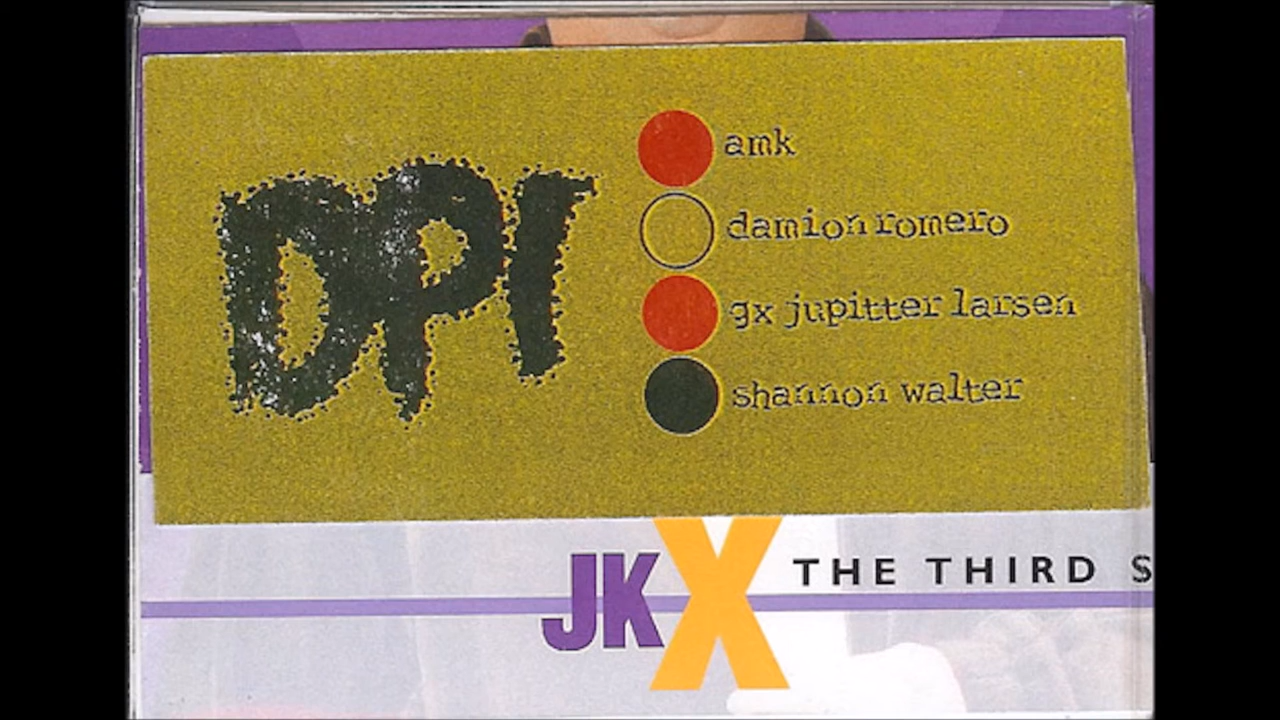 DPI
amk
damion romero
gx jupitter larsen
shannon walter
JKX THE THIRD S